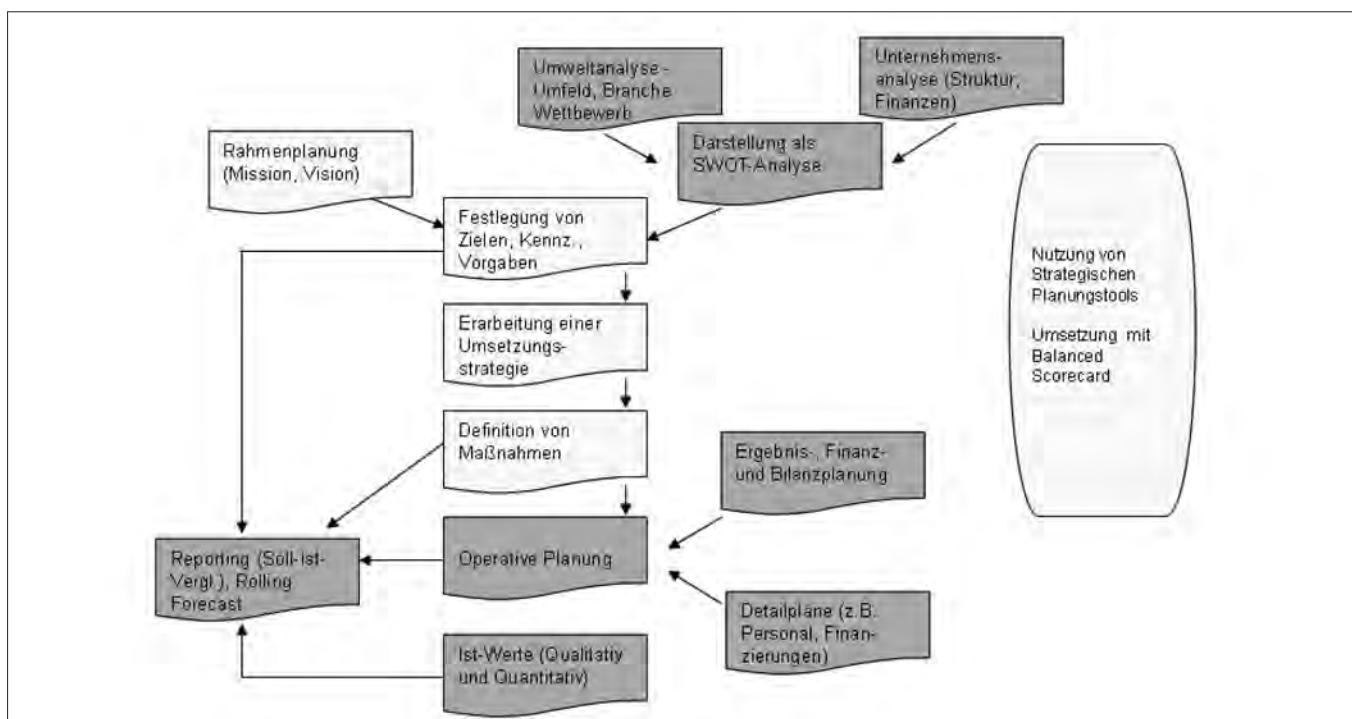 Umweltanalyse -
Umfeld, Branche
Wettbewerb
Unternehmens-
analyse (Struktur,
Finanzen)
Darstellung als
SWOT-Analyse
Rahmenplanung
(Mission, Vision)
Festlegung von
Zielen, Kennz.,
Vorgaben
Erarbeitung einer
Umsetzungs-
strategie
Definition von
Maßnahmen
Ergebnis-, Finanz-
und Bilanzplanung
Operative Planung
Reporting (Soll-Ist-
Vergl.), Rolling
Forecast
Detailpläne (z.B.
Personal, Finan-
zierungen)
Ist-Werte (Qualitativ
und Quantitativ)
Nutzung von
Strategischen
Planungstools
Umsetzung mit
Balanced
Scorecard